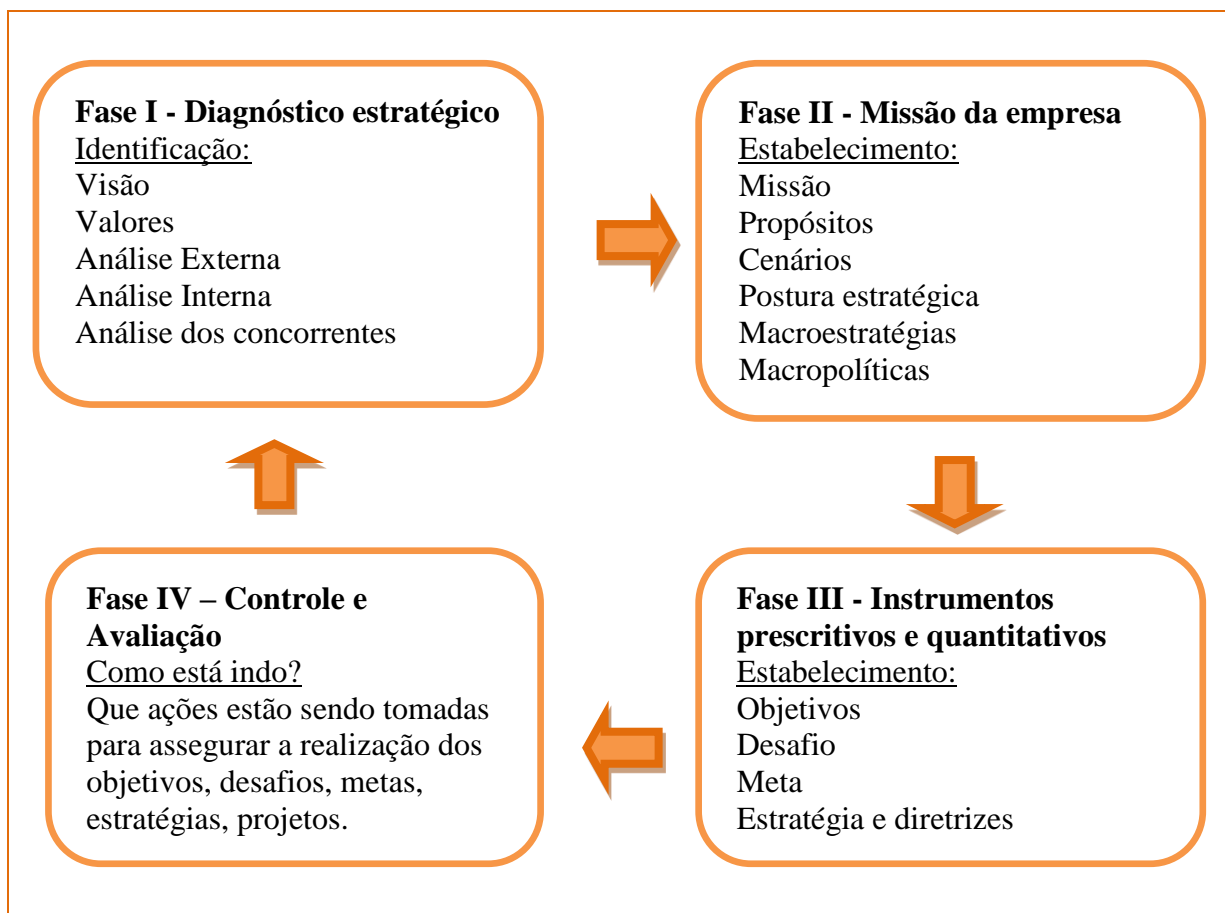 Fase I - Diagnóstico estratégico
Identificação:
Visão
Valores
Análise Externa
Análise Interna
Análise dos concorrentes
Fase II - Missão da empresa
Estabelecimento:
Missão
Propósitos
Cenários
Postura estratégica
Macroestratégias
Macropolíticas
Fase III - Instrumentos
prescritivos e quantitativos
Estabelecimento:
Objetivos
Desafio
Meta
Estratégia e diretrizes
Fase IV – Controle e
Avaliação
Como está indo?
Que ações estão sendo tomadas
para assegurar a realização dos
objetivos, desafios, metas,
estratégias, projetos.